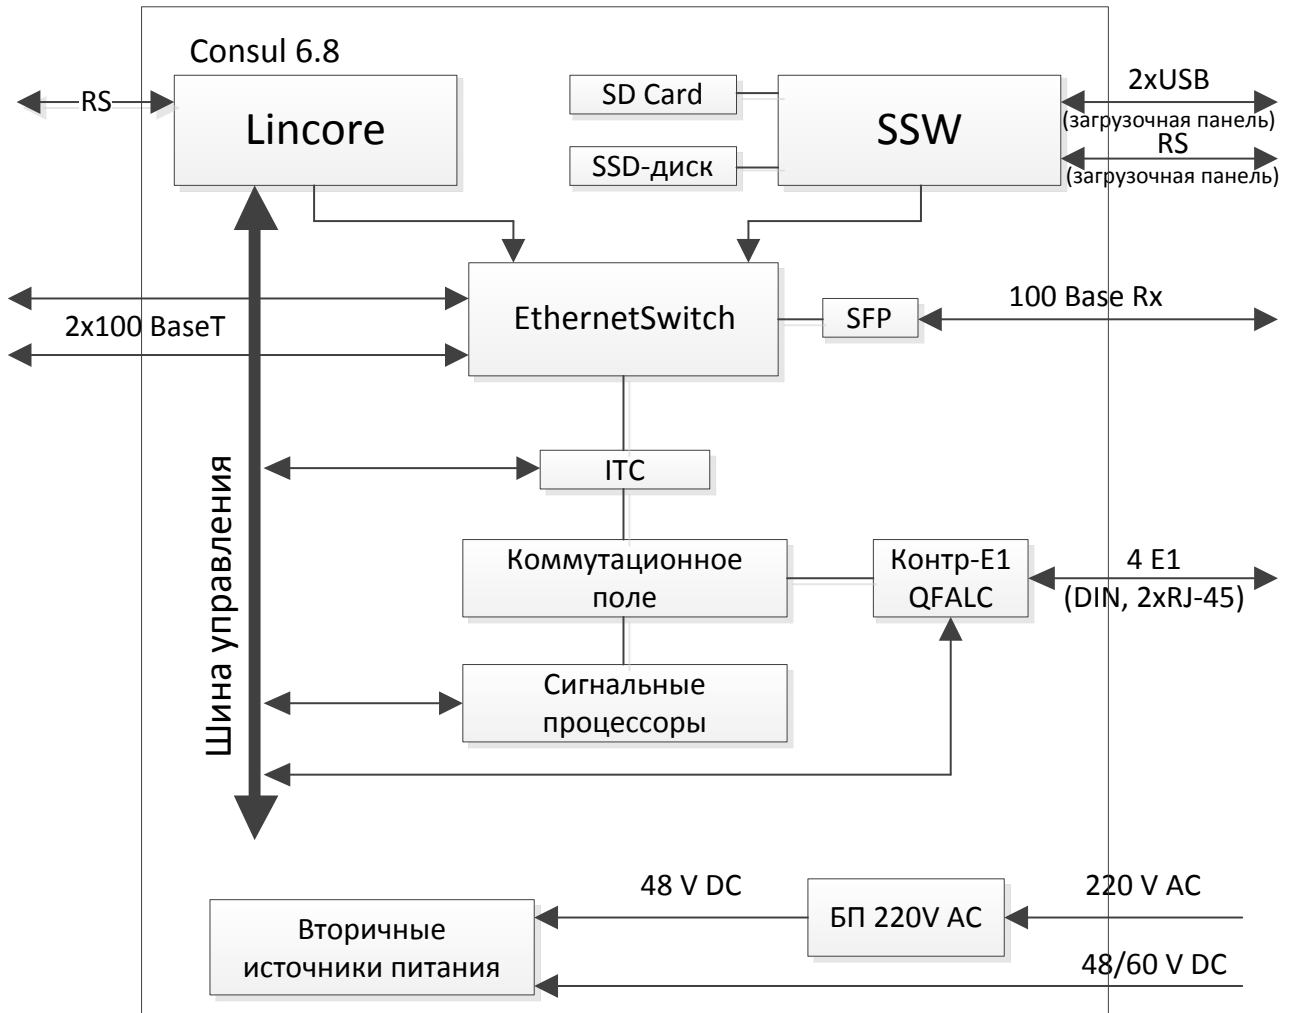 Consul 6.8
RS
Lincore
SD Card
SSD-диск
SSW
2xUSB
(загрузочная панель)
RS
(загрузочная панель)
2x100 BaseT
EthernetSwitch
SFP
100 Base Rx
Шина управления
ITC
Коммутационное
поле
Контр-Е1
QFALC
4 E1
(DIN, 2xRJ-45)
Сигнальные
процессоры
48 V DC
БП 220V AC
220 V AC
Вторичные
источники питания
48/60 V DC